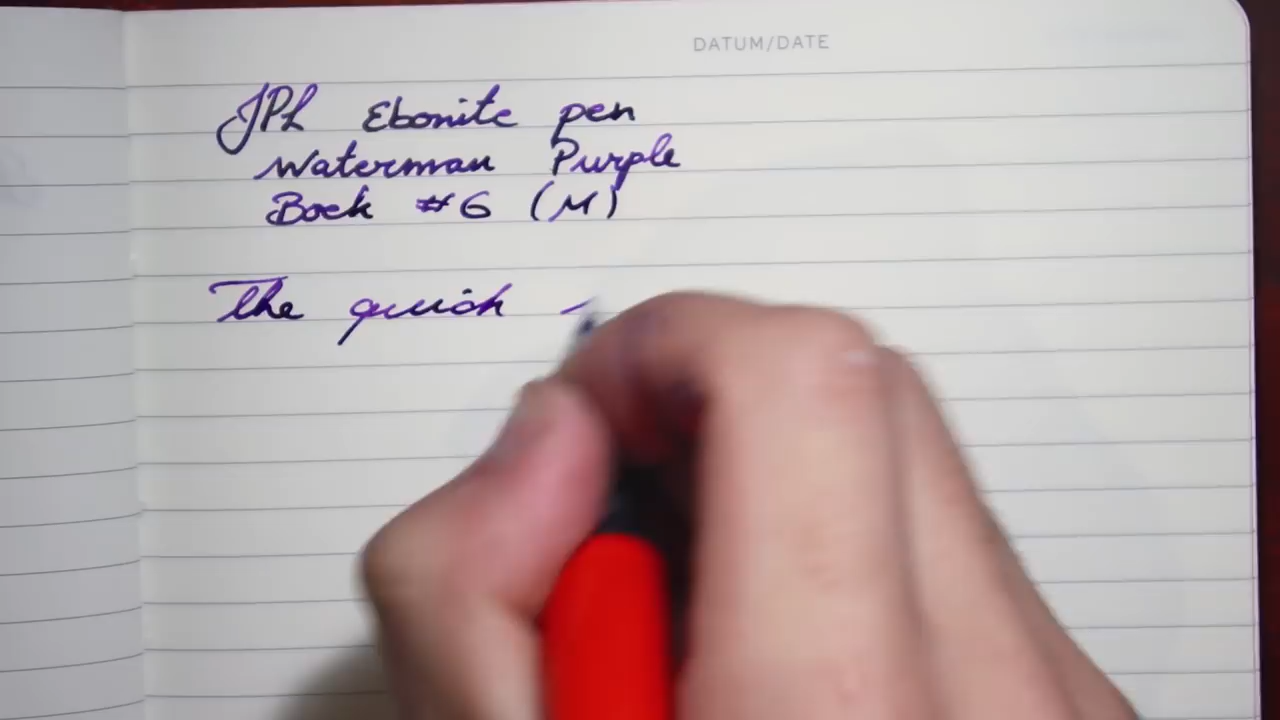 DATUM/DATE
JPL Ebonite pen
Waterman Purple
Bock #6 (M)
The quick